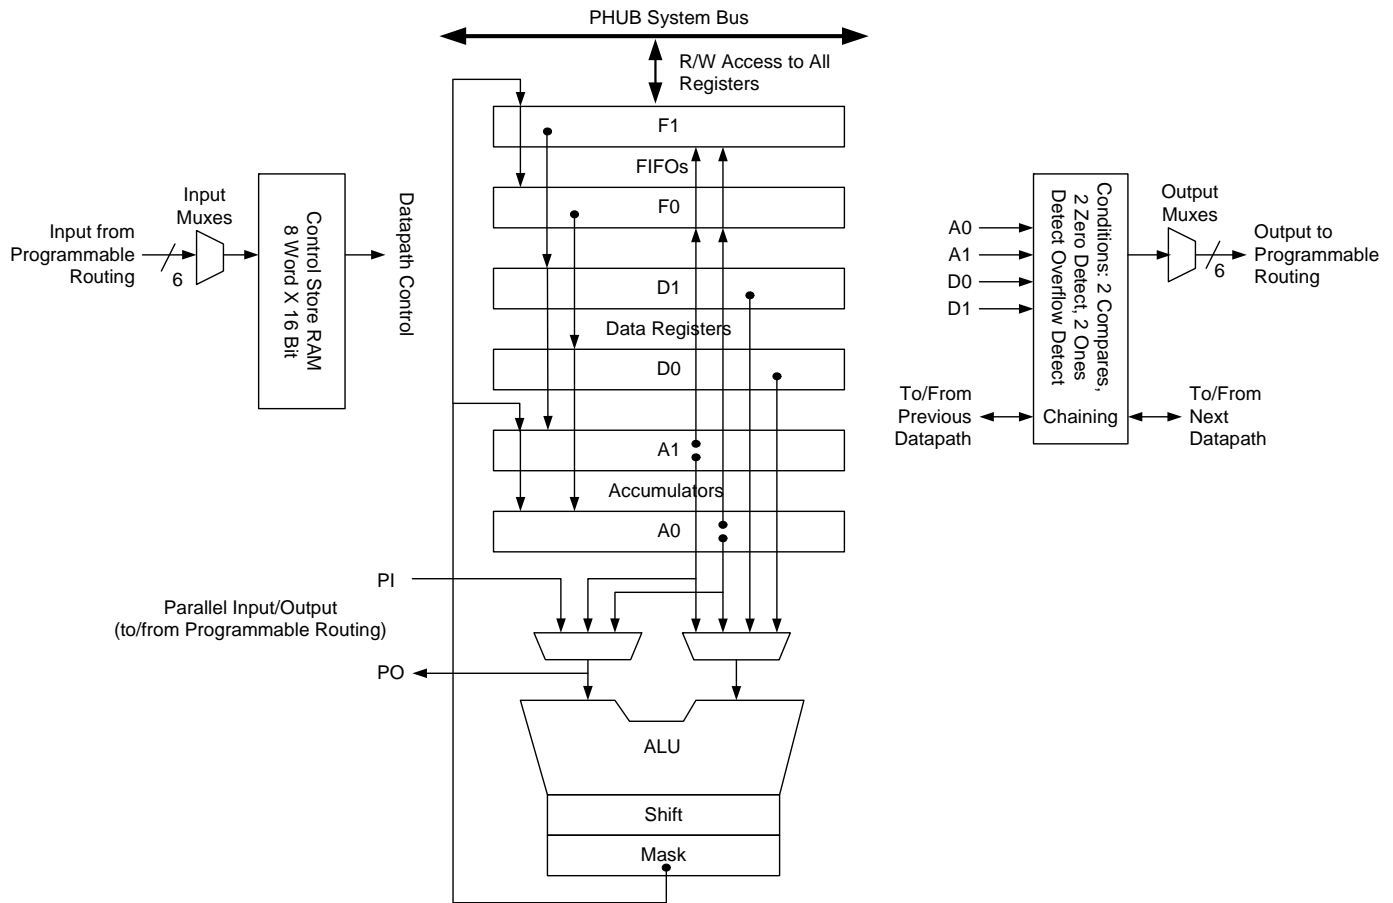 PHUB System Bus
R/W Access to All
Registers
F1
FIFOs
F0
D1
Data Registers
D0
A1
Accumulators
A0
Input from
Programmable
Routing
6
Input
Muxes
Control Store RAM
8 Word X 16 Bit
Datapath Control
PI
Parallel Input/Output
(to/from Programmable Routing)
PO
ALU
Shift
Mask
A0
A1
D0
D1
Conditions: 2 Compares,
2 Zero Detect, 2 Ones
Detect Overflow Detect
Output
Muxes
6
Output to
Programmable
Routing
To/From
Previous
Datapath
Chaining
To/From
Next
Datapath